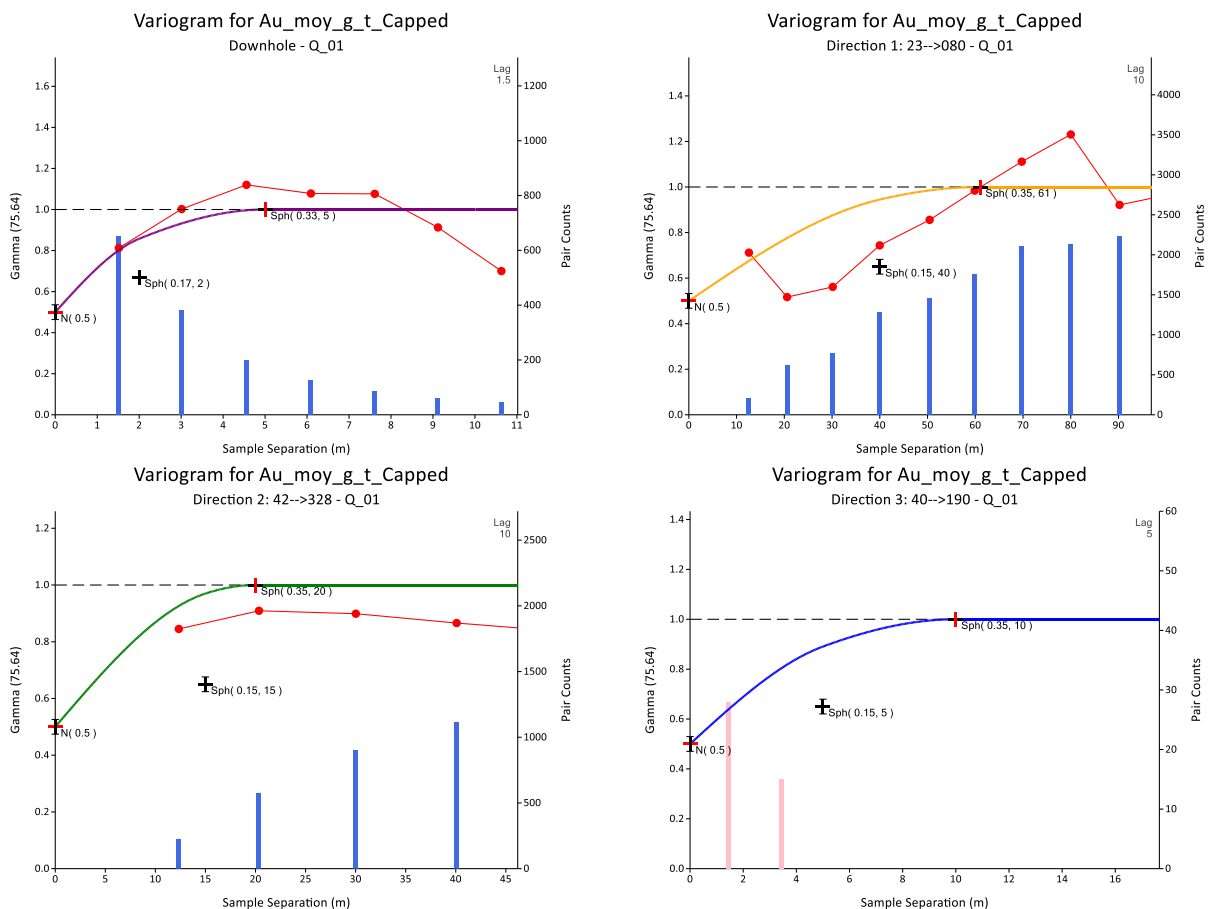 Variogram for Au_moy_g_t_Capped
Downhole - Q_01
Lag
1.5
Gamma (75.64)
1.6
1.4
1.2
1.0
0.8
0.6
0.4
0.2
0.0
Sph( 0.33, 5 )
Sph( 0.17, 2 )
N( 0.5 )
1200
1000
800
600
400
200
0
Pair Counts
0 1 2 3 4 5 6 7 8 9 10 11
Sample Separation (m)
Variogram for Au_moy_g_t_Capped
Direction 1: 23-->080 - Q_01
Lag
10
Gamma (75.64)
1.4
1.2
1.0
0.8
0.6
0.4
0.2
0.0
Sph( 0.35, 61 )
Sph( 0.15, 40 )
N( 0.5 )
4000
3500
3000
2500
2000
1500
1000
500
0
Pair Counts
0 10 20 30 40 50 60 70 80 90
Sample Separation (m)
Variogram for Au_moy_g_t_Capped
Direction 2: 42-->328 - Q_01
Lag
10
Gamma (75.64)
1.2
1.0
0.8
0.6
0.4
0.2
0.0
Sph( 0.35, 20 )
Sph( 0.15, 15 )
N( 0.5 )
2500
2000
1500
1000
500
0
Pair Counts
0 5 10 15 20 25 30 35 40 45
Sample Separation (m)
Variogram for Au_moy_g_t_Capped
Direction 3: 40-->190 - Q_01
Lag
5
Gamma (75.64)
1.4
1.2
1.0
0.8
0.6
0.4
0.2
0.0
Sph( 0.35, 10 )
Sph( 0.15, 5 )
N( 0.5 )
60
50
40
30
20
10
0
Pair Counts
0 2 4 6 8 10 12 14 16
Sample Separation (m)